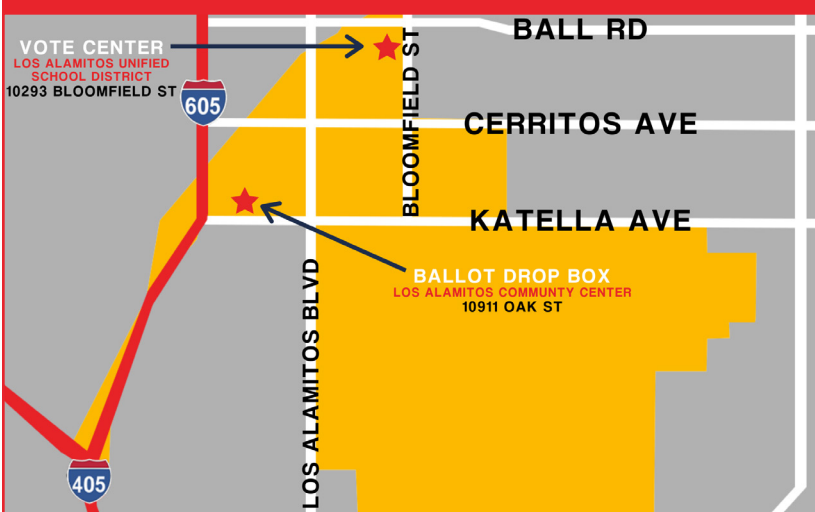 BALL RD
VOTE CENTER
LOS ALAMITOS UNIFIED
SCHOOL DISTRICT
10293 BLOOMFIELD ST
605
BLOOMFIELD ST
CERRITOS AVE
KATELLA AVE
BALLOT DROP BOX
LOS ALAMITOS COMMUNTY CENTER
10911 OAK ST
LOS ALAMITOS BLVD
405